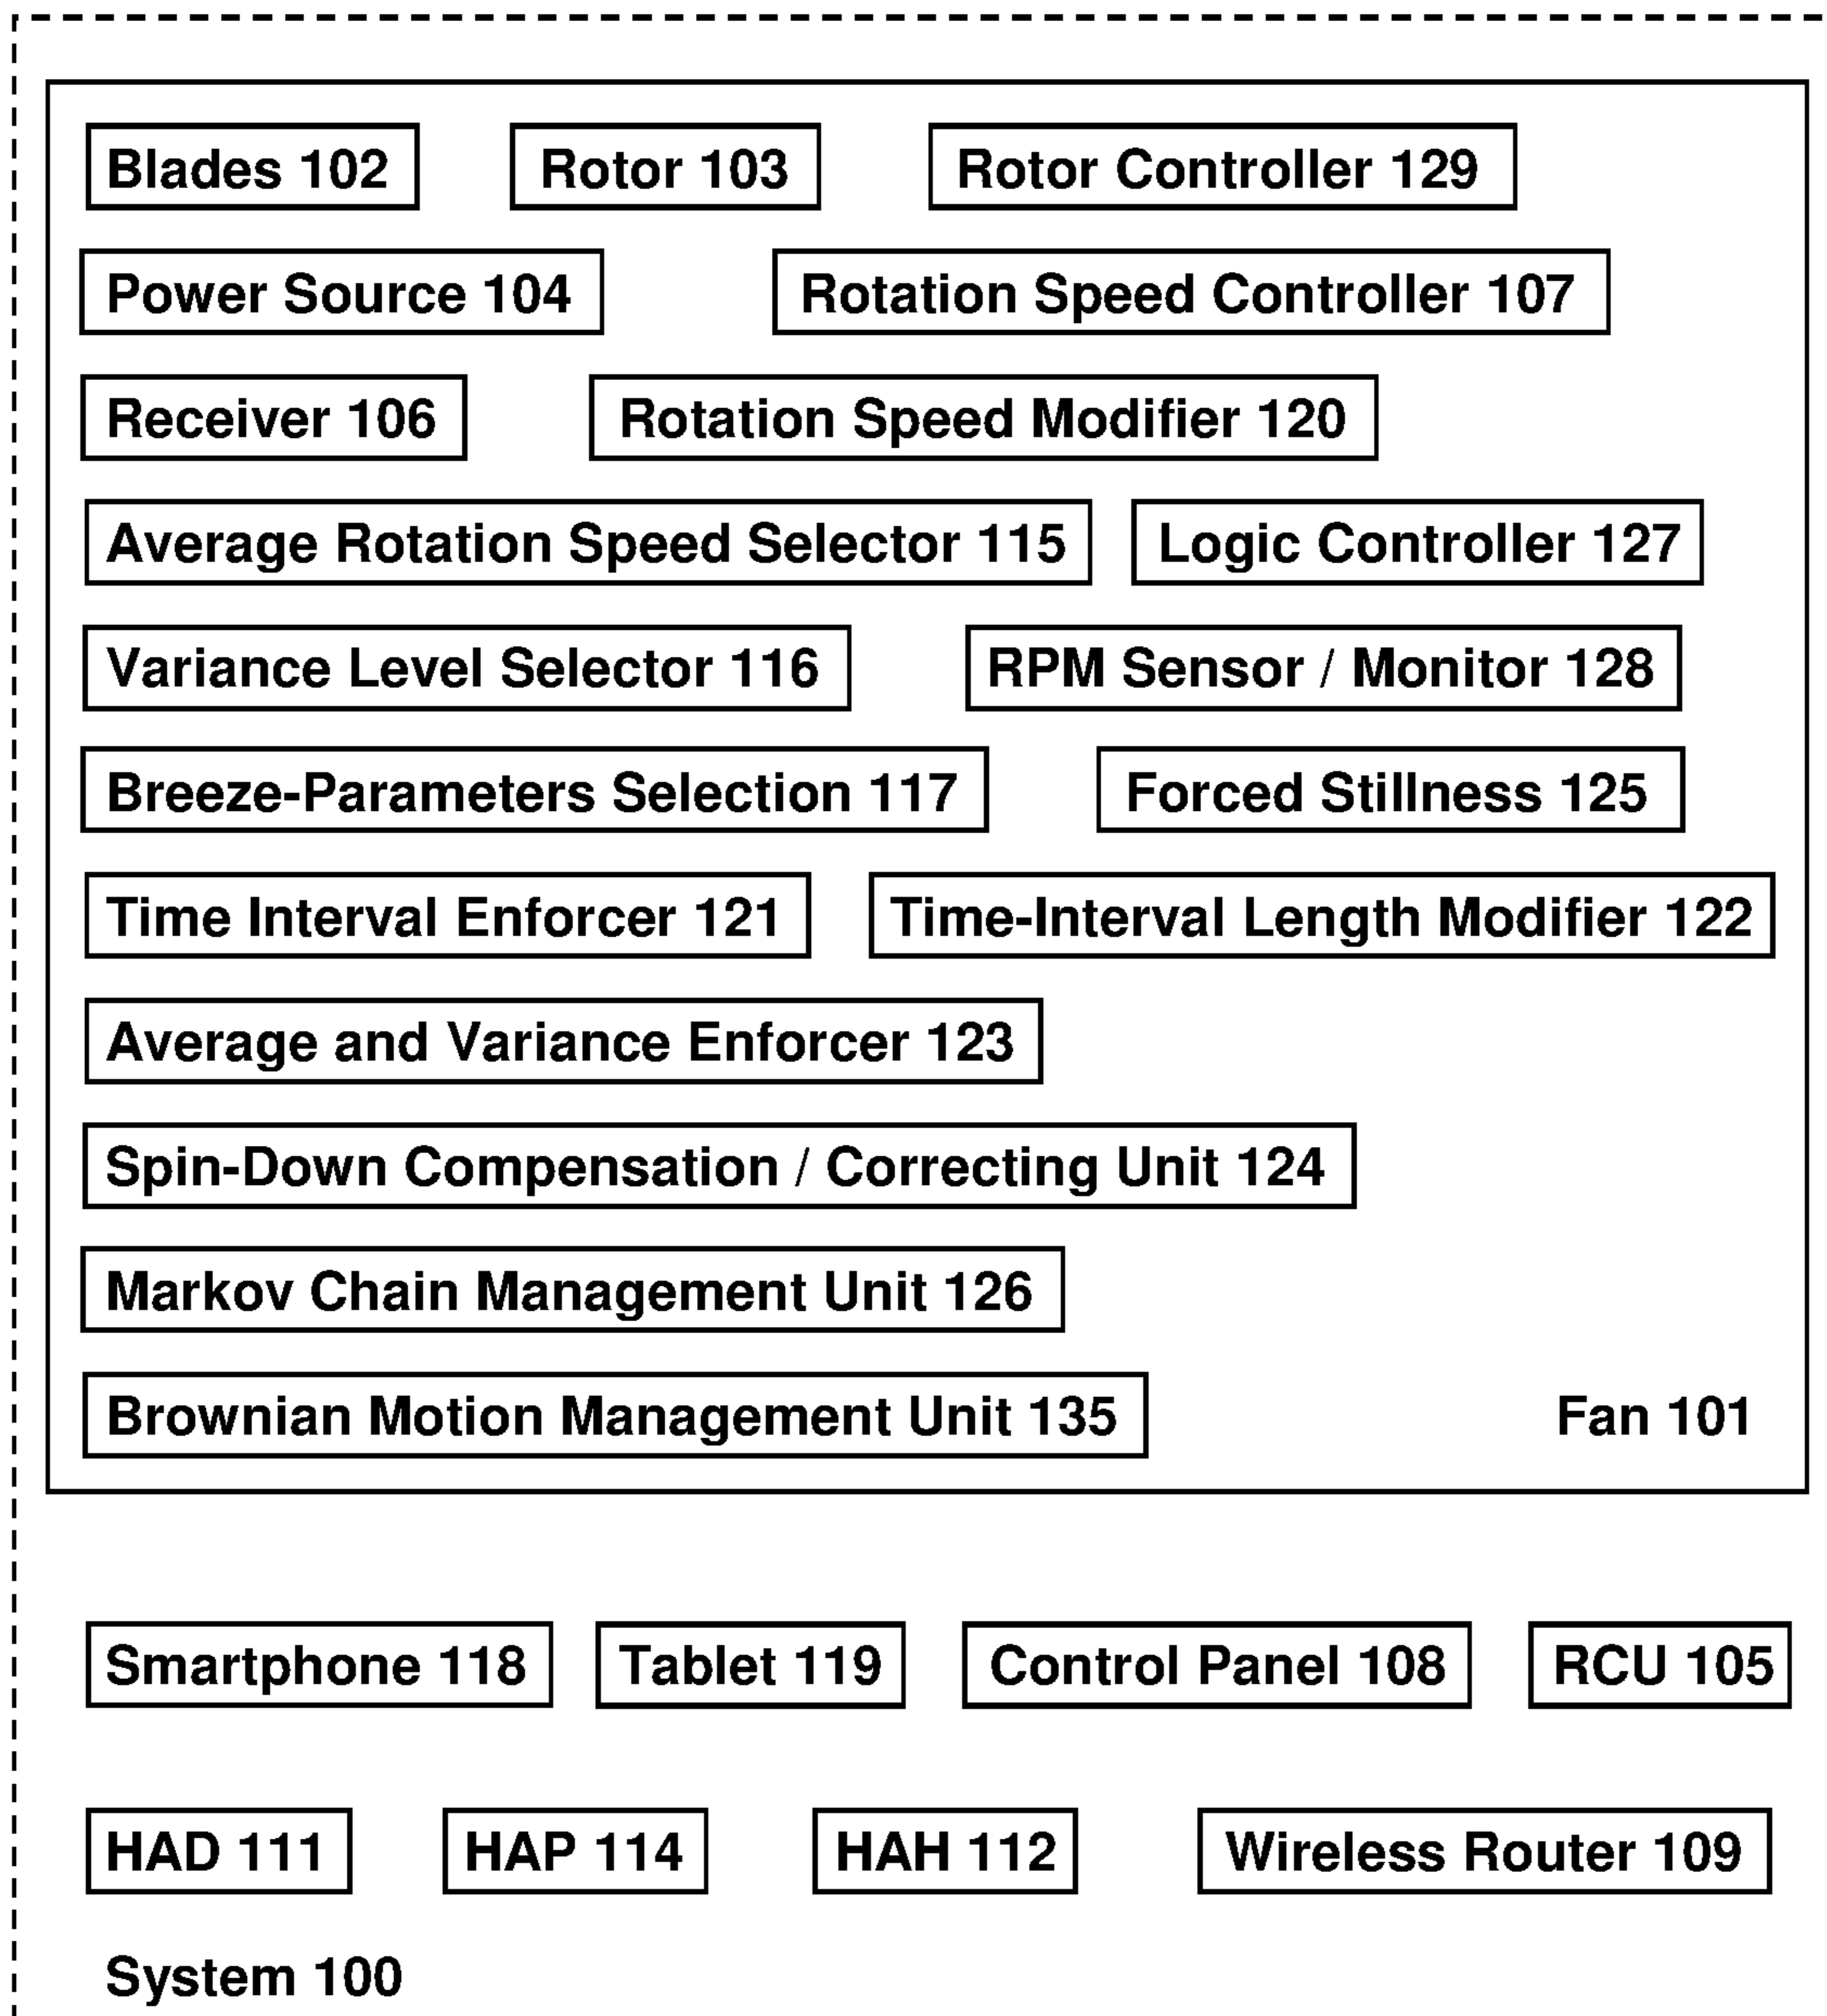 Blades 102 Rotor 103 Rotor Controller 129
Power Source 104 Rotation Speed Controller 107
Receiver 106 Rotation Speed Modifier 120
Average Rotation Speed Selector 115 Logic Controller 127
Variance Level Selector 116 RPM Sensor / Monitor 128
Breeze-Parameters Selection 117 Forced Stillness 125
Time Interval Enforcer 121 Time-Interval Length Modifier 122
Average and Variance Enforcer 123
Spin-Down Compensation / Correcting Unit 124
Markov Chain Management Unit 126
Brownian Motion Management Unit 135 Fan 101
Smartphone 118 Tablet 119 Control Panel 108 RCU 105
HAD 111 HAP 114 HAH 112 Wireless Router 109
System 100